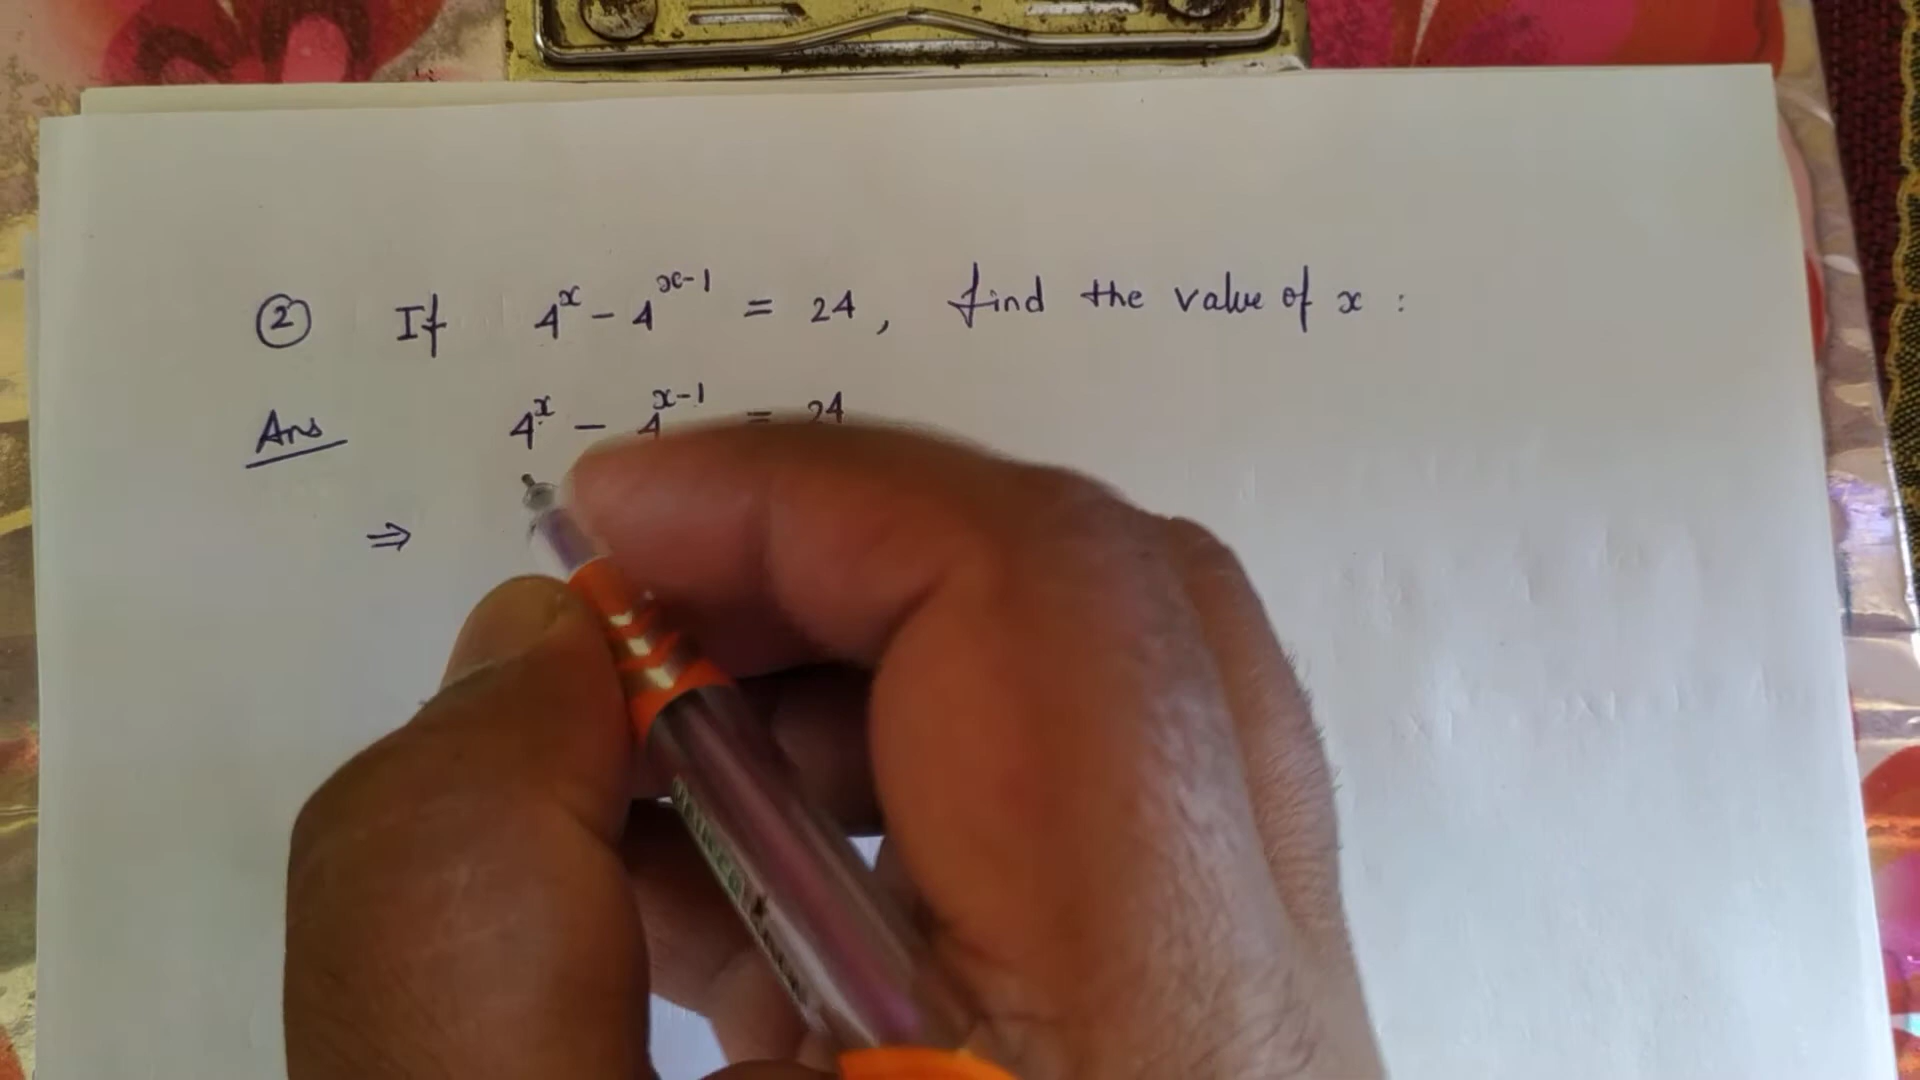 ② If 4^x - 4^(x-1) = 24, find the value of x :
Ans 4^x - 4^(x-1) = 24
⇒